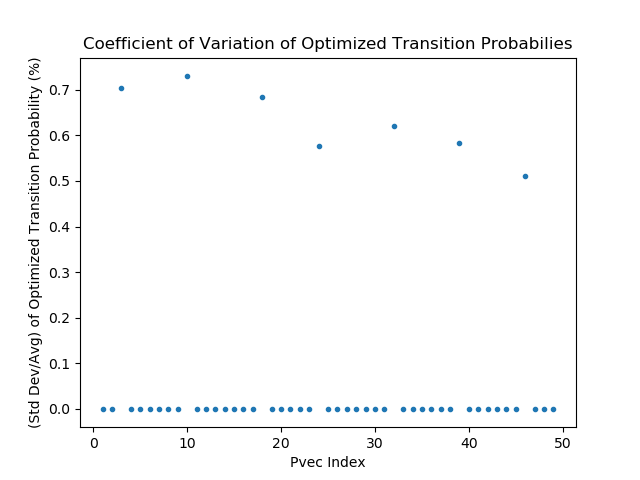 Coefficient of Variation of Optimized Transition Probabilies
(Std Dev/Avg) of Optimized Transition Probability (%)
0.7
0.6
0.5
0.4
0.3
0.2
0.1
0.0
0 10 20 30 40 50
Pvec Index